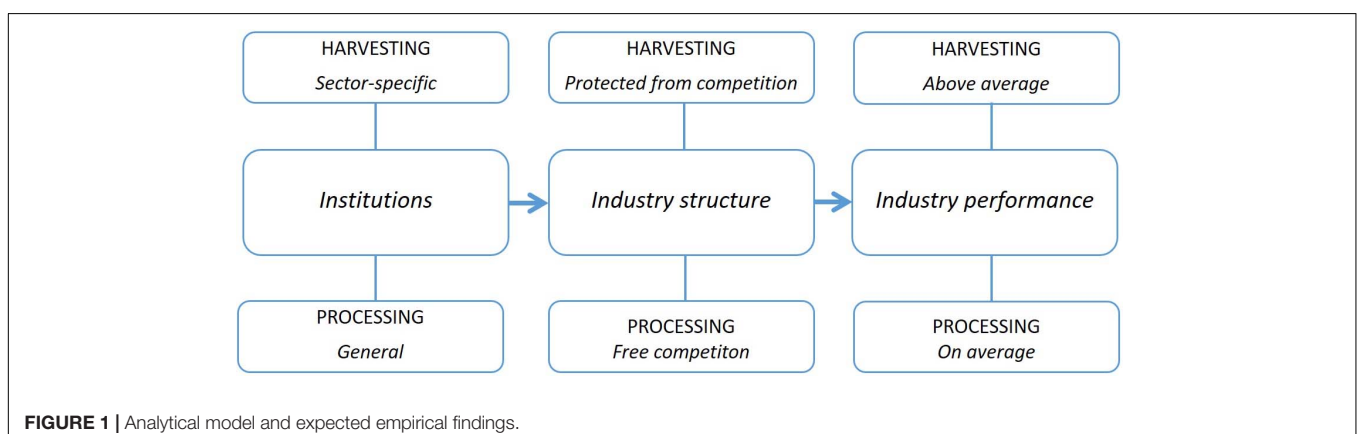 HARVESTING
Sector-specific
HARVESTING
Protected from competition
HARVESTING
Above average
Institutions
Industry structure
Industry performance
PROCESSING
General
PROCESSING
Free competiton
PROCESSING
On average
FIGURE 1 | Analytical model and expected empirical findings.